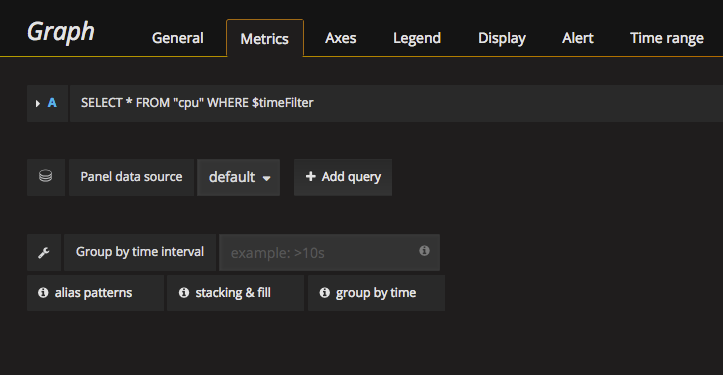 Graph General Metrics Axes Legend Display Alert Time range
A SELECT * FROM "cpu" WHERE $timeFilter
Panel data source default + Add query
Group by time interval example: >10s
alias patterns stacking & fill group by time